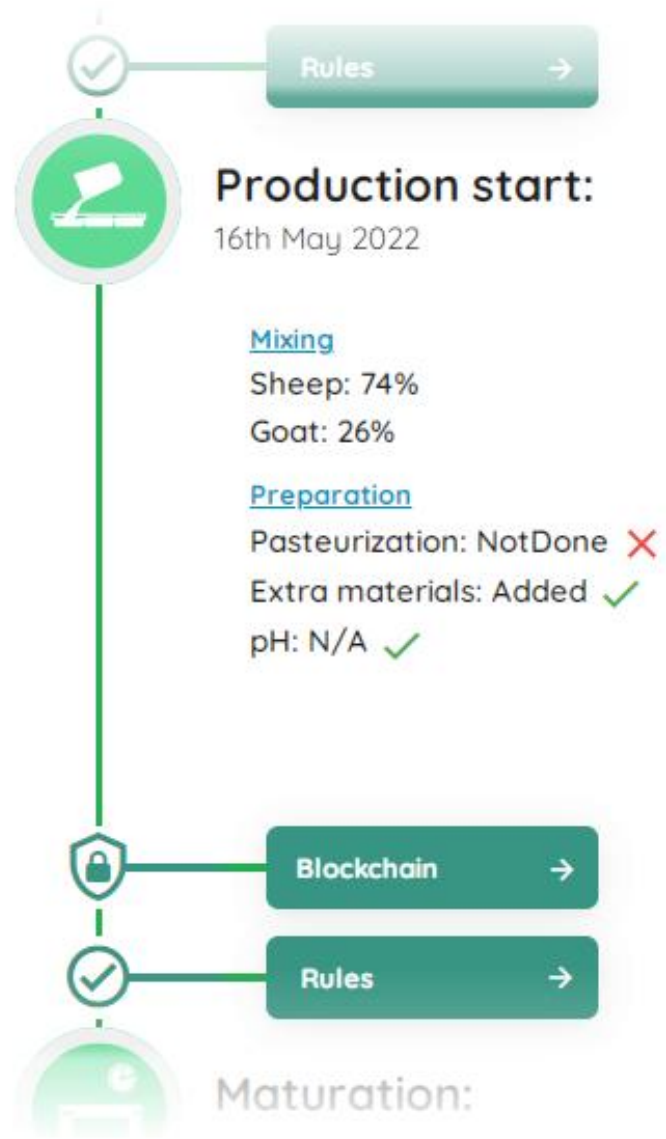 Rules
Production start:
16th May 2022
Mixing
Sheep: 74%
Goat: 26%
Preparation
Pasteurization: NotDone
Extra materials: Added
pH: N/A
Blockchain
Rules
Maturation: